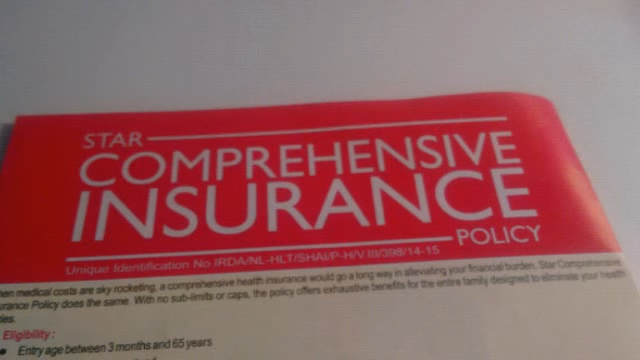 STAR
COMPREHENSIVE
INSURANCE
POLICY
Unique Identification No IRDA/NL-HLT/SHAI/P-H/V.III/398/14-15
hen medical costs are sky rocketing, a comprehensive health insurance would go a long way in alleviating your financial burden. Star Comprehensive
urance Policy does the same. With no sub-limits or caps, the policy offers exhaustive benefits for the entire family designed to eliminate your health
ries.
Eligibility :
• Entry age between 3 months and 65 years